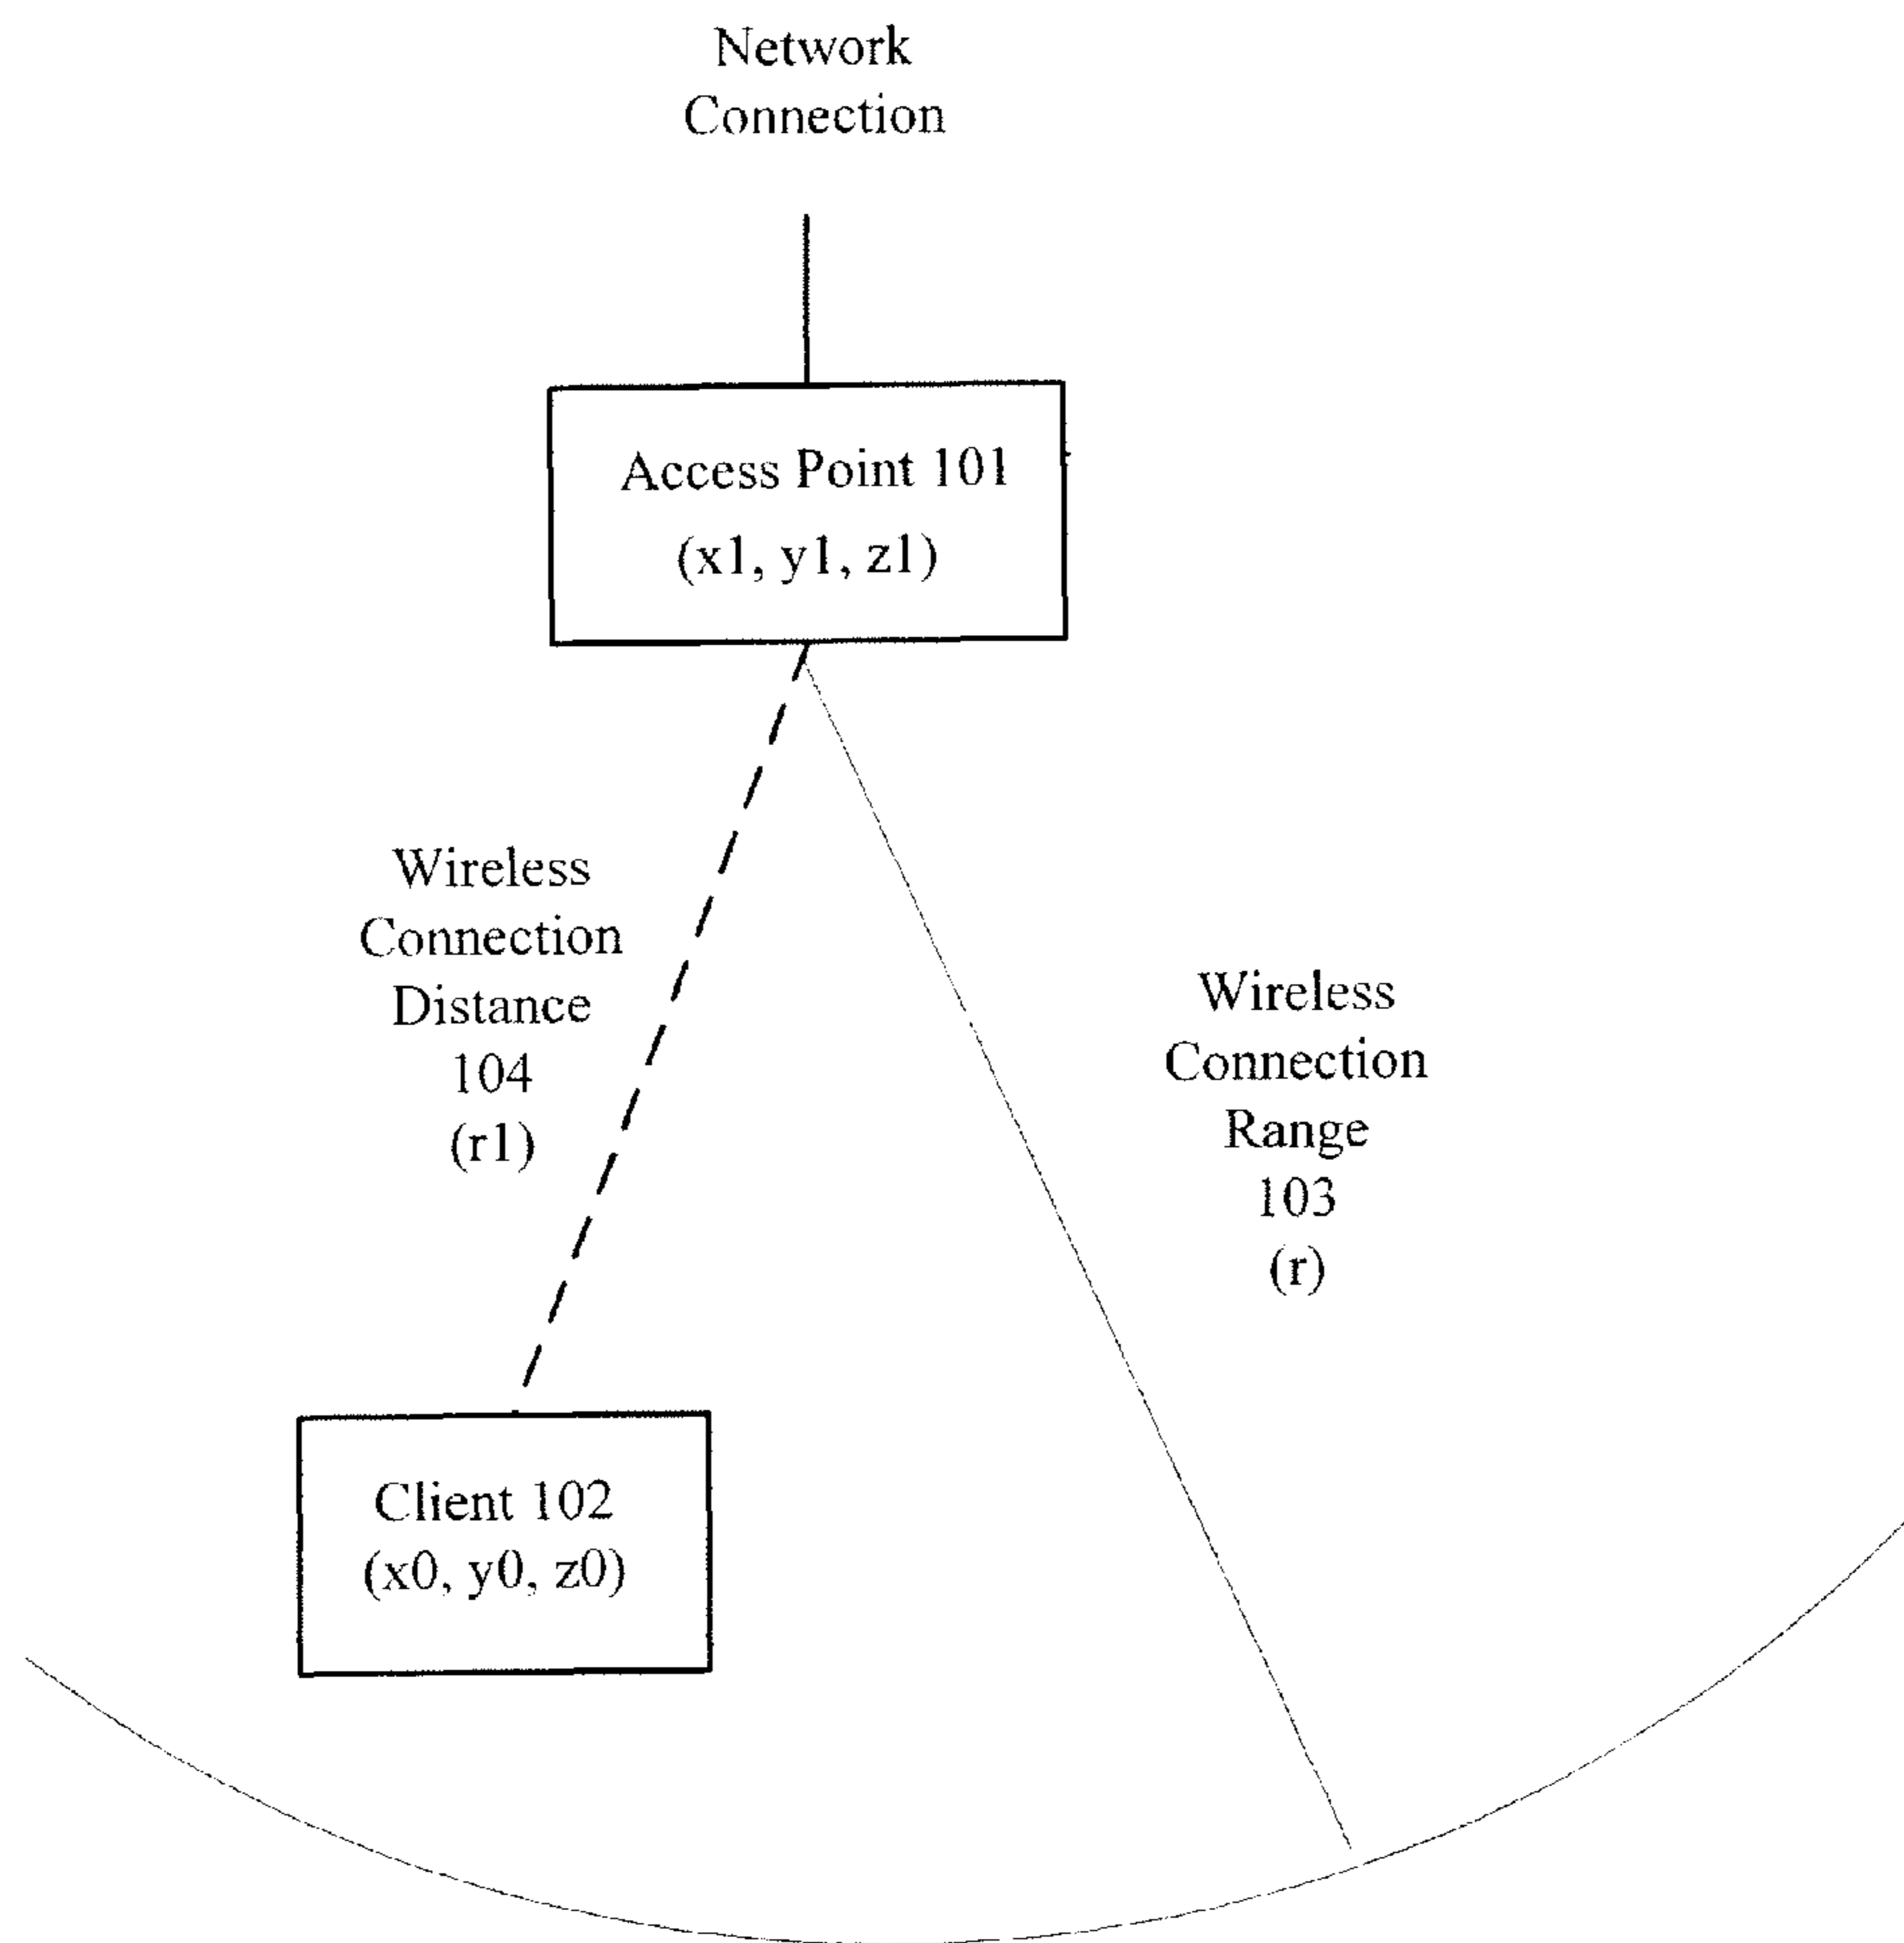 Network
Connection
Access Point 101
(x1, y1, z1)
Wireless
Connection
Distance
104
(r1)
Wireless
Connection
Range
103
(r)
Client 102
(x0, y0, z0)